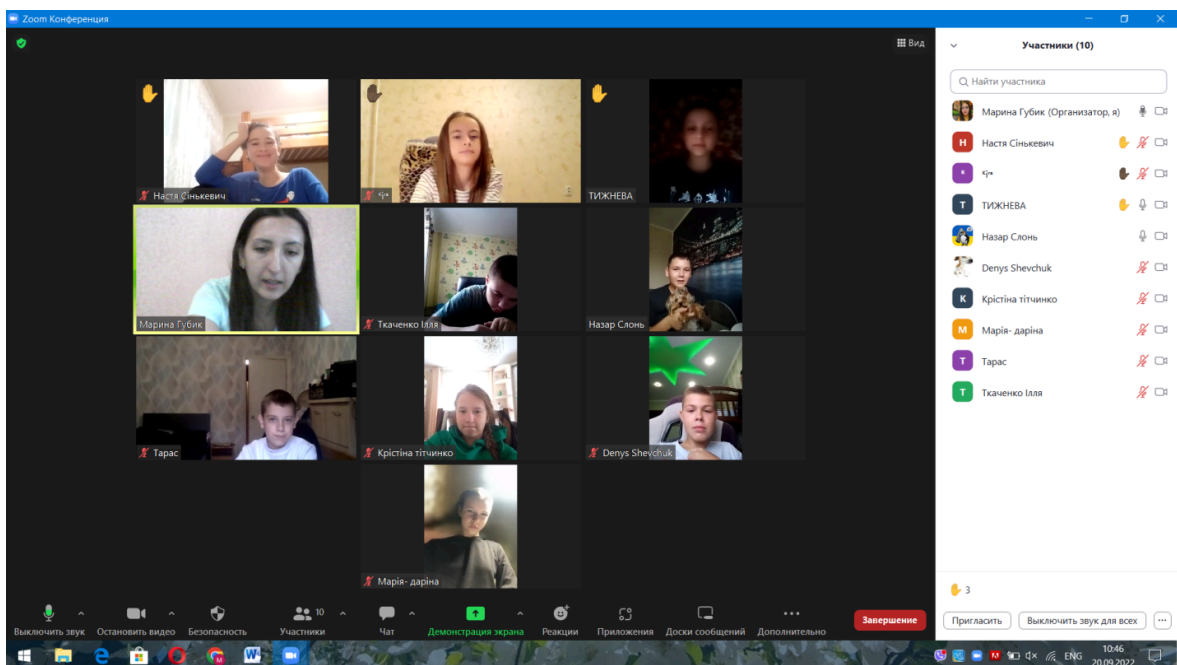 Zoom Конференция
Вид
Настя Сінькевич
ТИЖНЕВА
Марина Губик
Ткаченко Ілля
Назар Слонь
Тарас
Крістіна тітчинко
Denys Shevchuk
Марія- даріна
Участники (10)
Найти участника
Марина Губик (Организатор, я)
Н Настя Сінькевич
к
Т ТИЖНЕВА
Назар Слонь
Denys Shevchuk
К Крістіна тітчинко
М Марія- даріна
Т Тарас
Т Ткаченко Ілля
3
Пригласить
Выключить звук для всех
Выключить звук
Остановить видео
Безопасность
10
Участники
Чат
Демонстрация экрана
Реакции
Приложения
Доски сообщений
Дополнительно
Завершение
ENG
10:46
20.09.2022